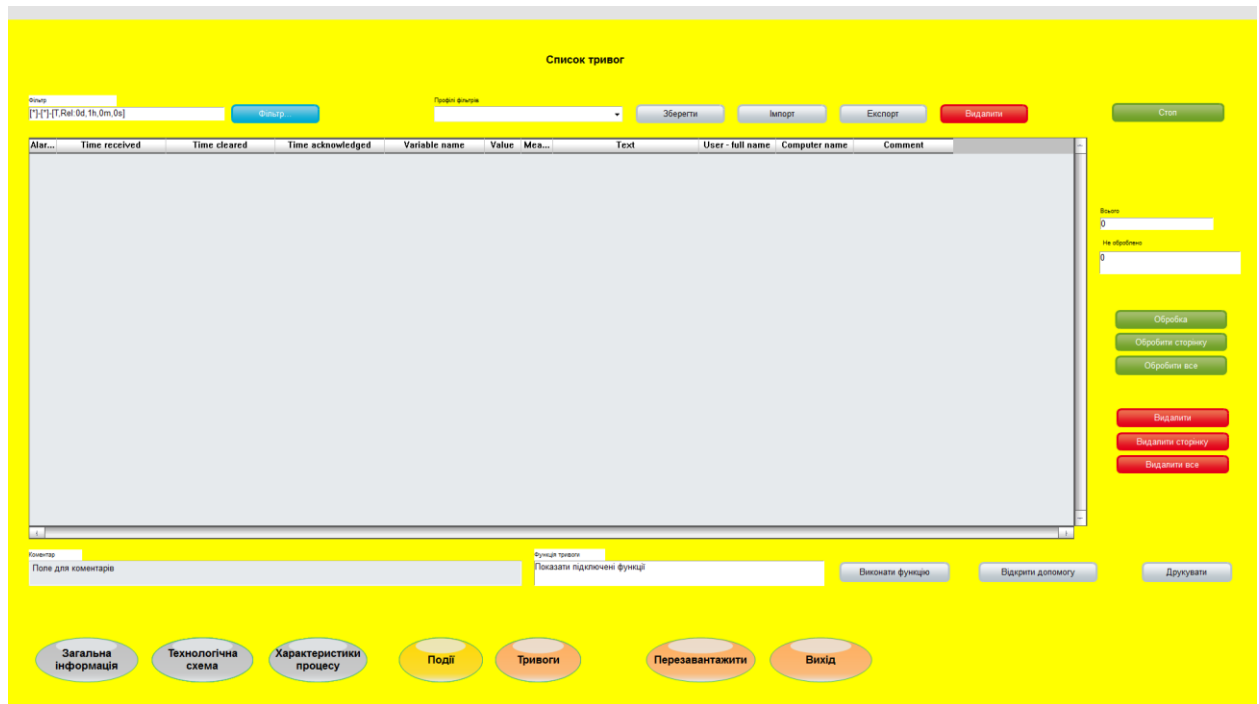 Список тривог
Фільтр
Профілі фільтрів
[*]-[*]-[T,Rel:0d,1h,0m,0s]
Фільтр...
Зберегти
Імпорт
Експорт
Видалити
Стоп
Alar... Time received Time cleared Time acknowledged Variable name Value Mea... Text User - full name Computer name Comment
Всього
0
Не оброблено
0
Обробка
Обробити сторінку
Обробити все
Видалити
Видалити сторінку
Видалити все
Коментар
Функція тривоги
Поле для коментарів
Показати підключені функції
Виконати функцію
Відкрити допомогу
Друкувати
Загальна
інформація
Технологічна
схема
Характеристики
процесу
Події
Тривоги
Перезавантажити
Вихід